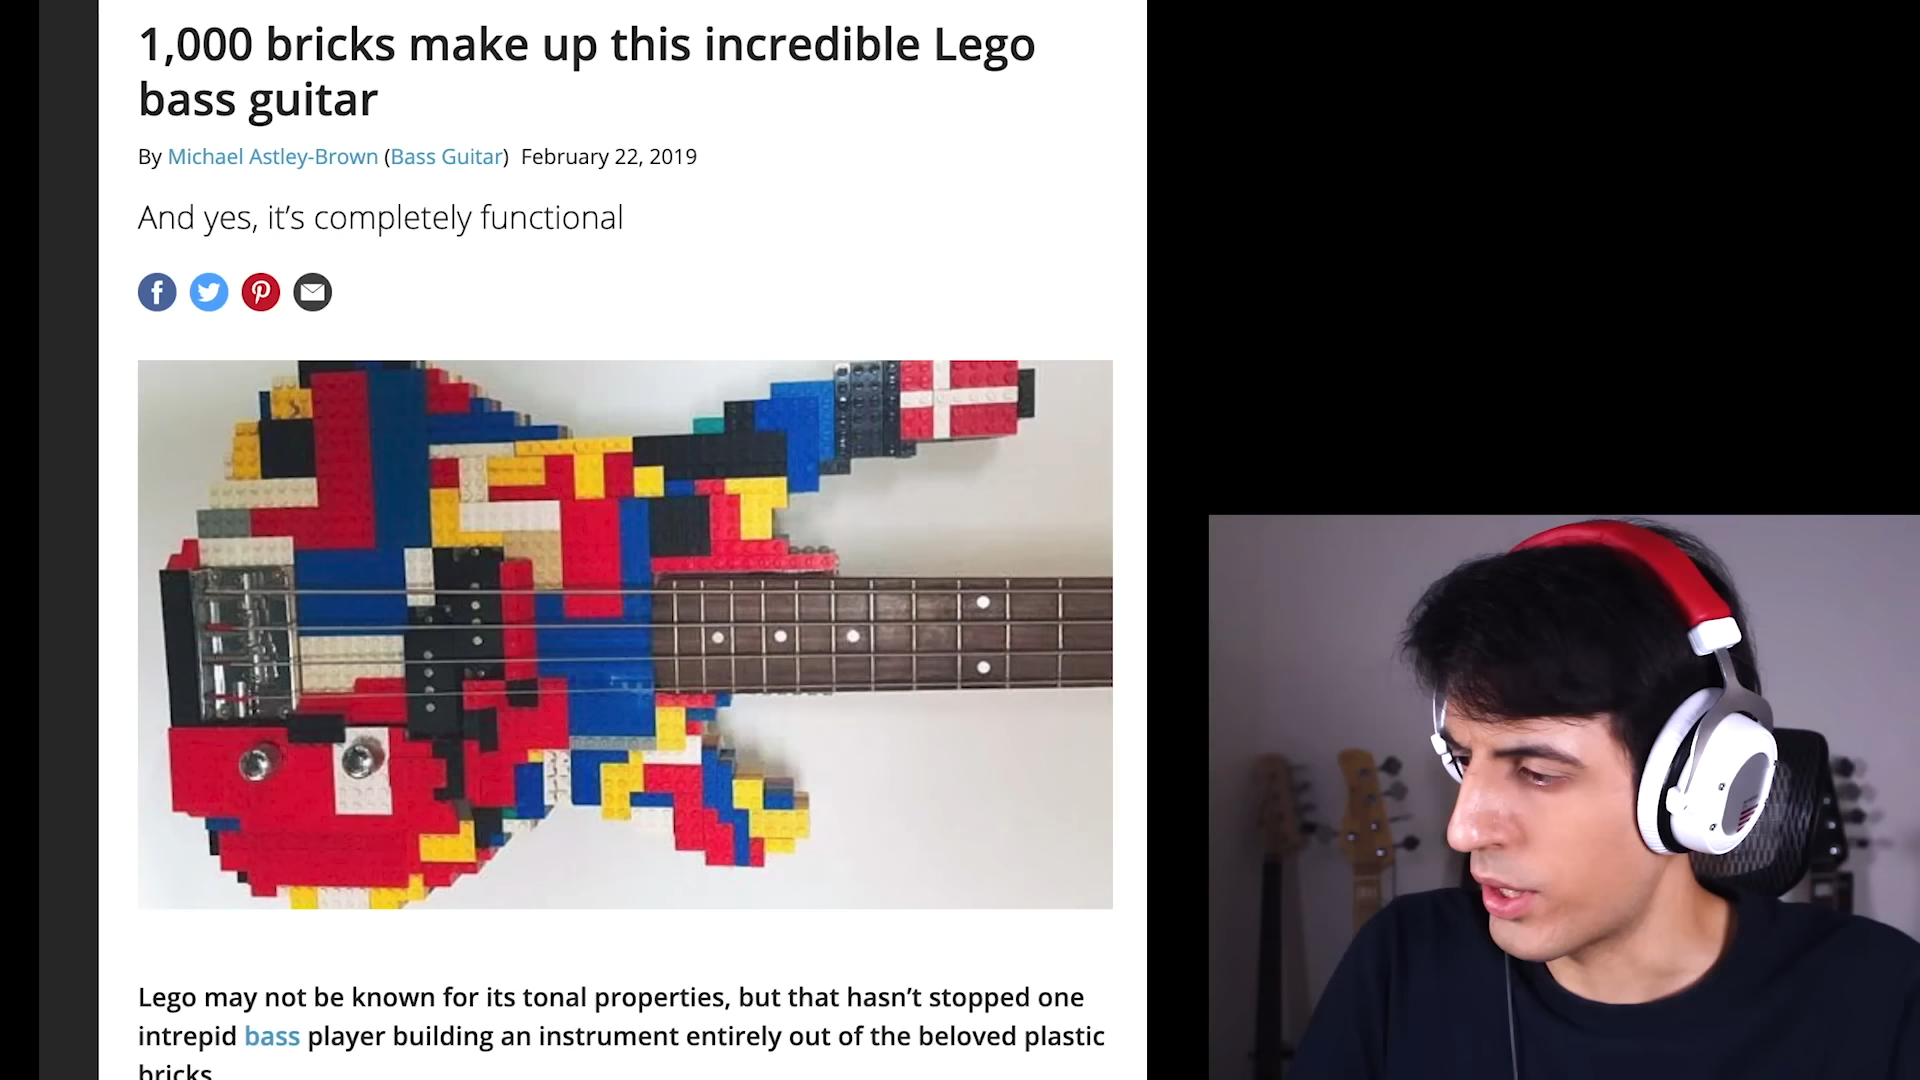 1,000 bricks make up this incredible Lego
bass guitar
By Michael Astley-Brown (Bass Guitar) February 22, 2019
And yes, it’s completely functional
Lego may not be known for its tonal properties, but that hasn’t stopped one
intrepid bass player building an instrument entirely out of the beloved plastic
bricks.